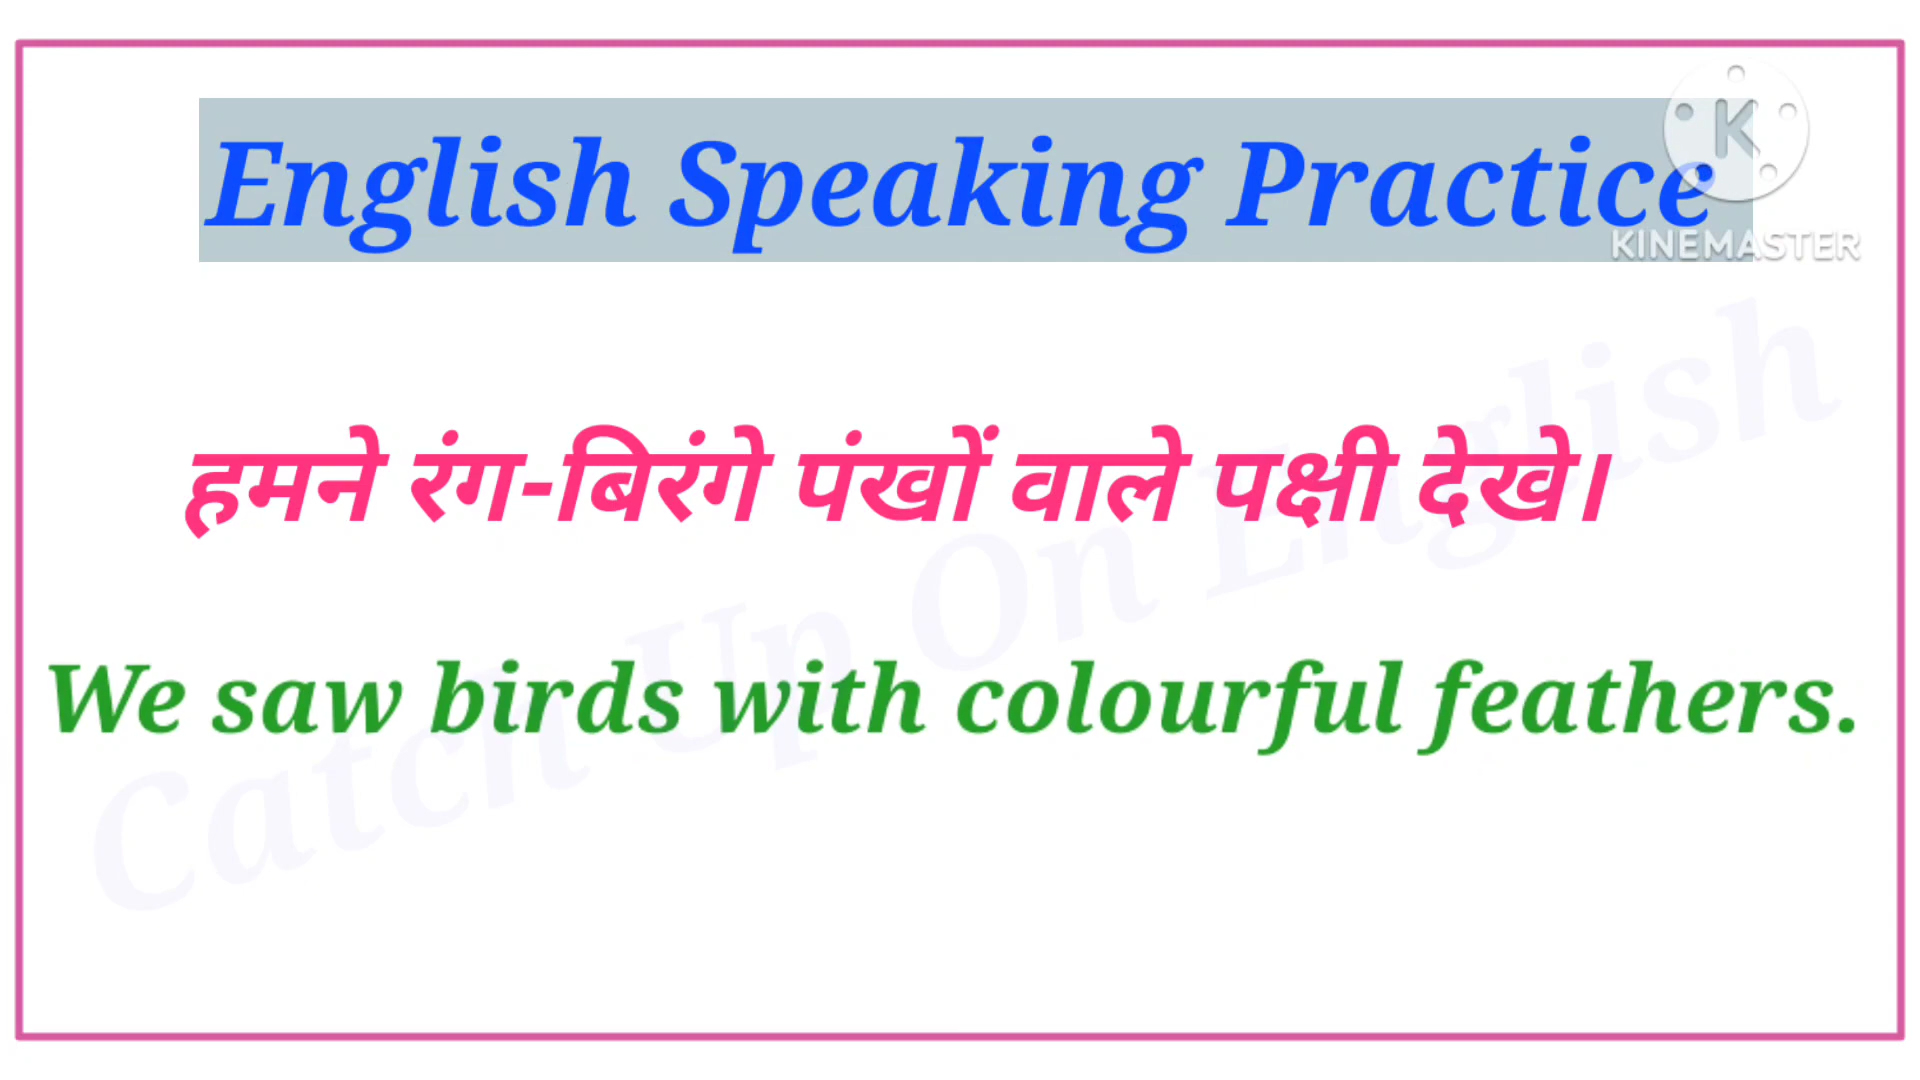 English Speaking Practice
K
KINEMASTER
हमने रंग-बिरंगे पंखों वाले पक्षी देखे।
We saw birds with colourful feathers.
Catch Up On English